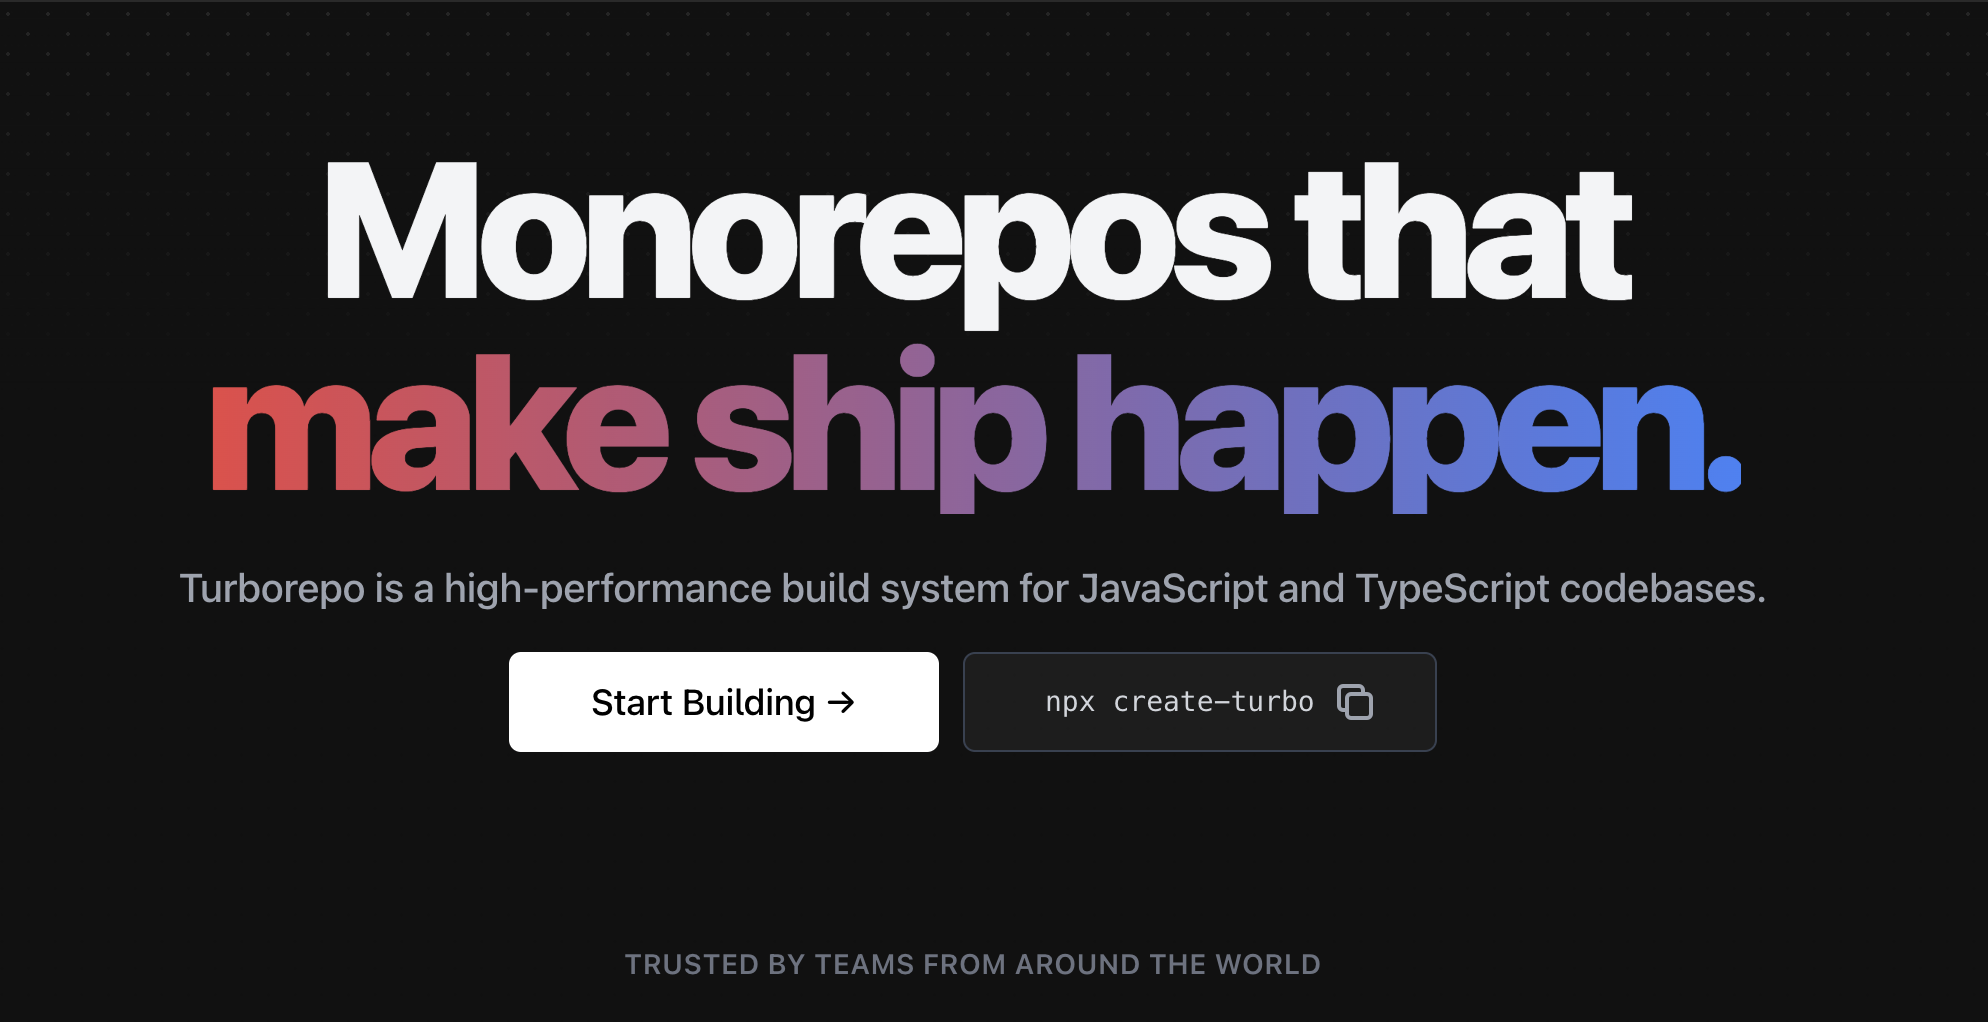 Monorepos that
make ship happen.
Turborepo is a high-performance build system for JavaScript and TypeScript codebases.
Start Building →
npx create-turbo
TRUSTED BY TEAMS FROM AROUND THE WORLD